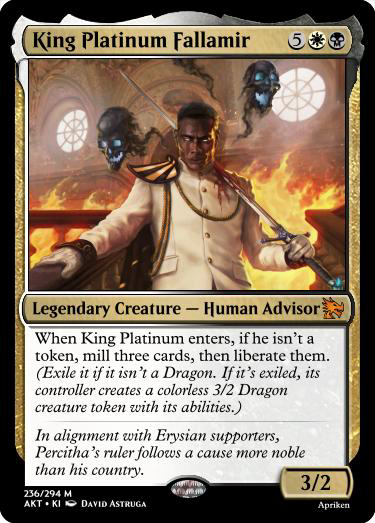 King Platinum Fallamir 5
Legendary Creature — Human Advisor
When King Platinum enters, if he isn't a
token, mill three cards, then liberate them.
(Exile it if it isn't a Dragon. If it's exiled, its
controller creates a colorless 3/2 Dragon
creature token with its abilities.)
In alignment with Erysian supporters,
Percitha's ruler follows a cause more noble
than his country.
3/2
236/294 M
AKT • KI DAVID ASTRUGA
Apriken